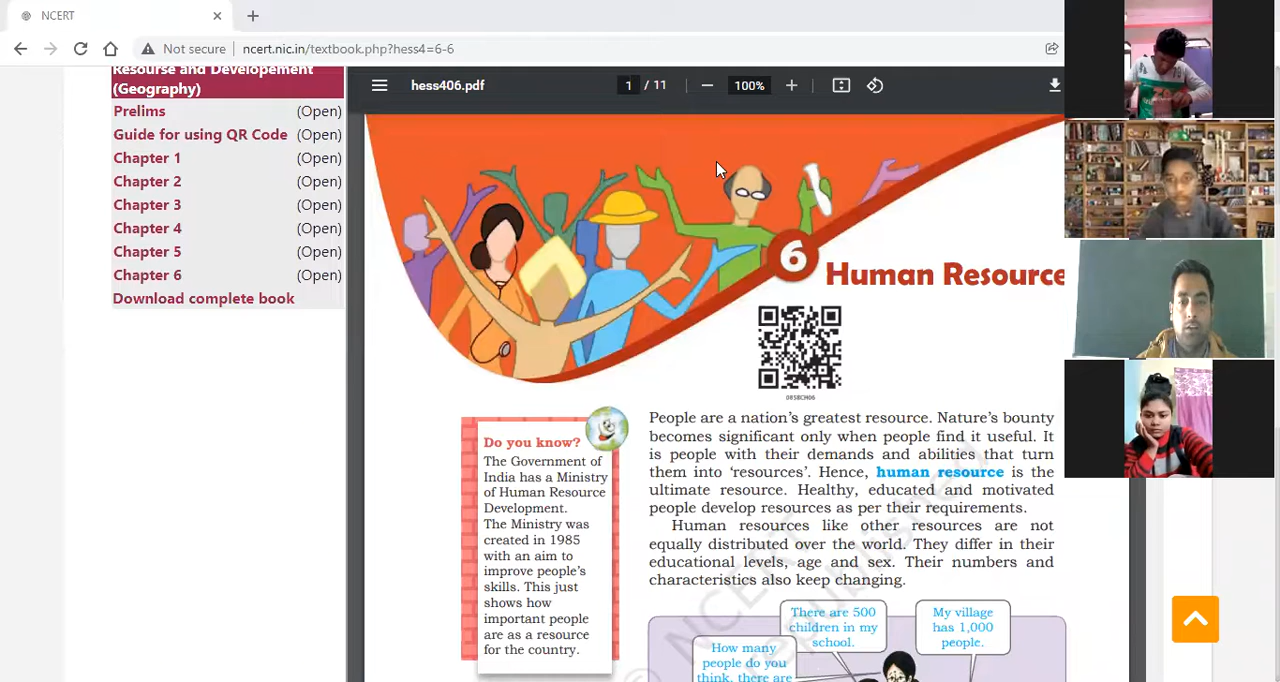 NCERT
Not secure
ncert.nic.in/textbook.php?hess4=6-6
Resourse and Developement
(Geography)
Prelims (Open)
Guide for using QR Code (Open)
Chapter 1 (Open)
Chapter 2 (Open)
Chapter 3 (Open)
Chapter 4 (Open)
Chapter 5 (Open)
Chapter 6 (Open)
Download complete book
hess406.pdf
1 / 11
100%
6
Human Resource
0858CH06
Do you know?
The Government of
India has a Ministry
of Human Resource
Development.
The Ministry was
created in 1985
with an aim to
improve people's
skills. This just
shows how
important people
are as a resource
for the country.
People are a nation's greatest resource. Nature's bounty
becomes significant only when people find it useful. It
is people with their demands and abilities that turn
them into 'resources'. Hence, human resource is the
ultimate resource. Healthy, educated and motivated
people develop resources as per their requirements.
Human resources like other resources are not
equally distributed over the world. They differ in their
educational levels, age and sex. Their numbers and
characteristics also keep changing.
There are 500
children in my
school.
My village
has 1,000
people.
How many
people do you
think, there are
© NCERT
republished